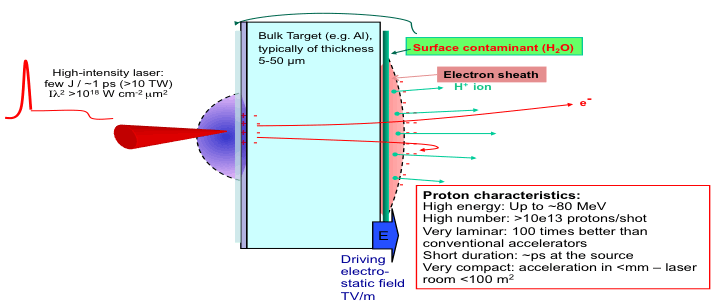 Bulk Target (e.g. Al),
typically of thickness
5-50 µm
Surface contaminant (H₂O)
Electron sheath
H⁺ ion
e⁻
High-intensity laser:
few J / ~1 ps (>10 TW)
Iλ² >10¹⁸ W cm⁻² µm²
E
Driving
electro-
static field
TV/m
Proton characteristics:
High energy: Up to ~80 MeV
High number: >10e13 protons/shot
Very laminar: 100 times better than
conventional accelerators
Short duration: ~ps at the source
Very compact: acceleration in <mm – laser
room <100 m²